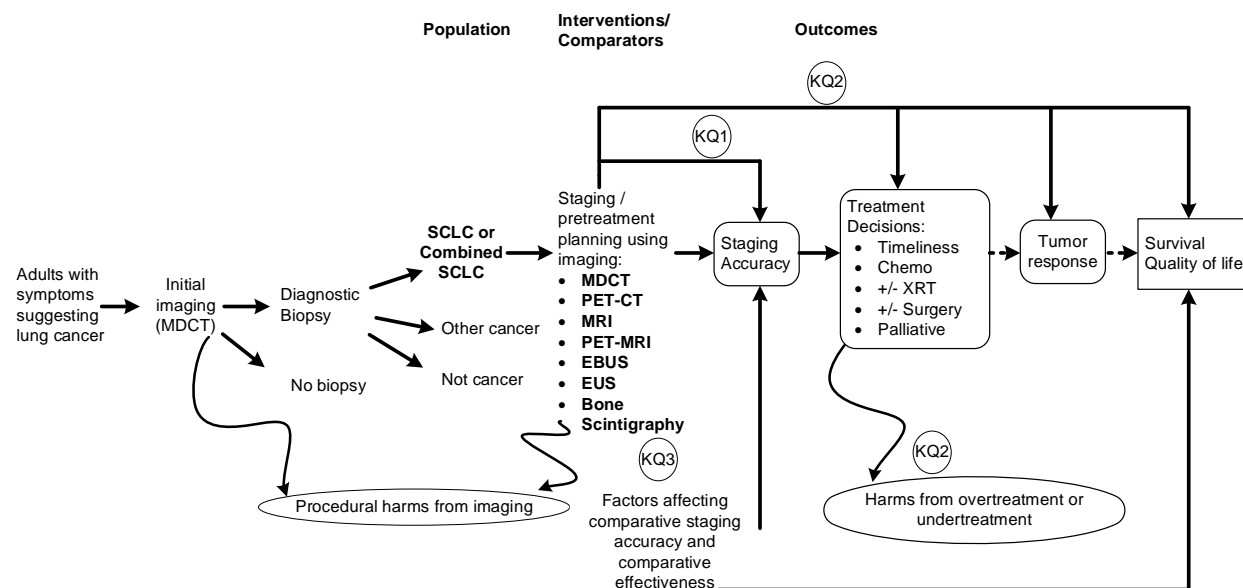 Population
Interventions/
Comparators
Outcomes
KQ2
KQ1
Adults with
symptoms
suggesting
lung cancer
Initial
imaging
(MDCT)
Diagnostic
Biopsy
No biopsy
SCLC or
Combined
SCLC
Other cancer
Not cancer
Staging /
pretreatment
planning using
imaging:
• MDCT
• PET-CT
• MRI
• PET-MRI
• EBUS
• EUS
• Bone
Scintigraphy
Staging
Accuracy
Treatment
Decisions:
• Timeliness
• Chemo
• +/- XRT
• +/- Surgery
• Palliative
Tumor
response
Survival
Quality of life
Procedural harms from imaging
KQ3
Factors affecting
comparative staging
accuracy and
comparative
effectiveness
KQ2
Harms from overtreatment or
undertreatment